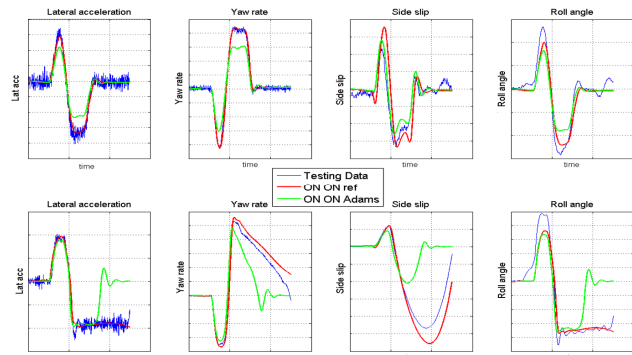 Lateral acceleration
Yaw rate
Side slip
Roll angle
Lat acc
Yaw rate
Side slip
Roll angle
time
time
time
time
Testing Data
ON ON ref
ON ON Adams
Lateral acceleration
Yaw rate
Side slip
Roll angle
Lat acc
Yaw rate
Side slip
Roll angle